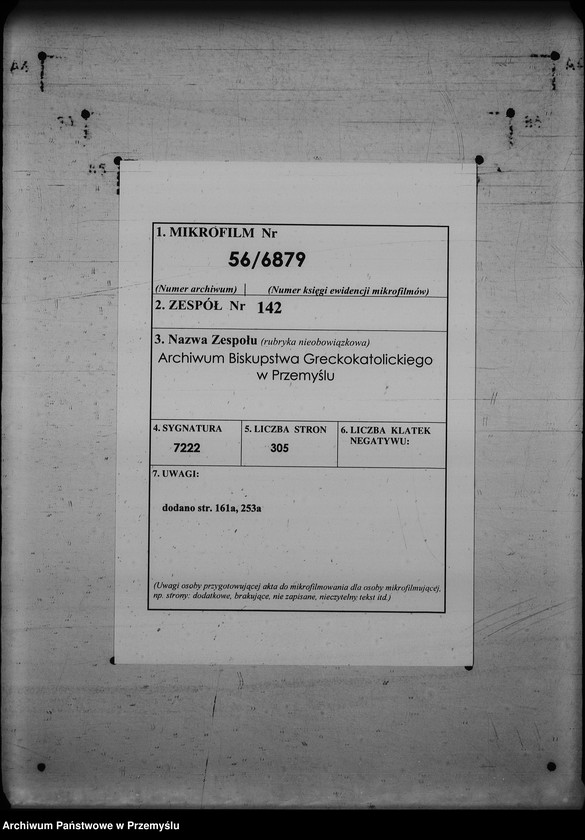 1. MIKROFILM Nr
56/6879
(Numer archiwum) | (Numer księgi ewidencji mikrofilmów)
2. ZESPÓŁ Nr 142
3. Nazwa Zespołu (rubryka nieobowiązkowa)
Archiwum Biskupstwa Greckokatolickiego
w Przemyślu
4. SYGNATURA
7222
5. LICZBA STRON
305
6. LICZBA KLATEK
NEGATYWU:
7. UWAGI:
dodano str. 161a, 253a
(Uwagi osoby przygotowującej akta do mikrofilmowania dla osoby mikrofilmującej,
np. strony: dodatkowe, brakujące, nie zapisane, nieczytelny tekst itd.)
Archiwum Państwowe w Przemyślu